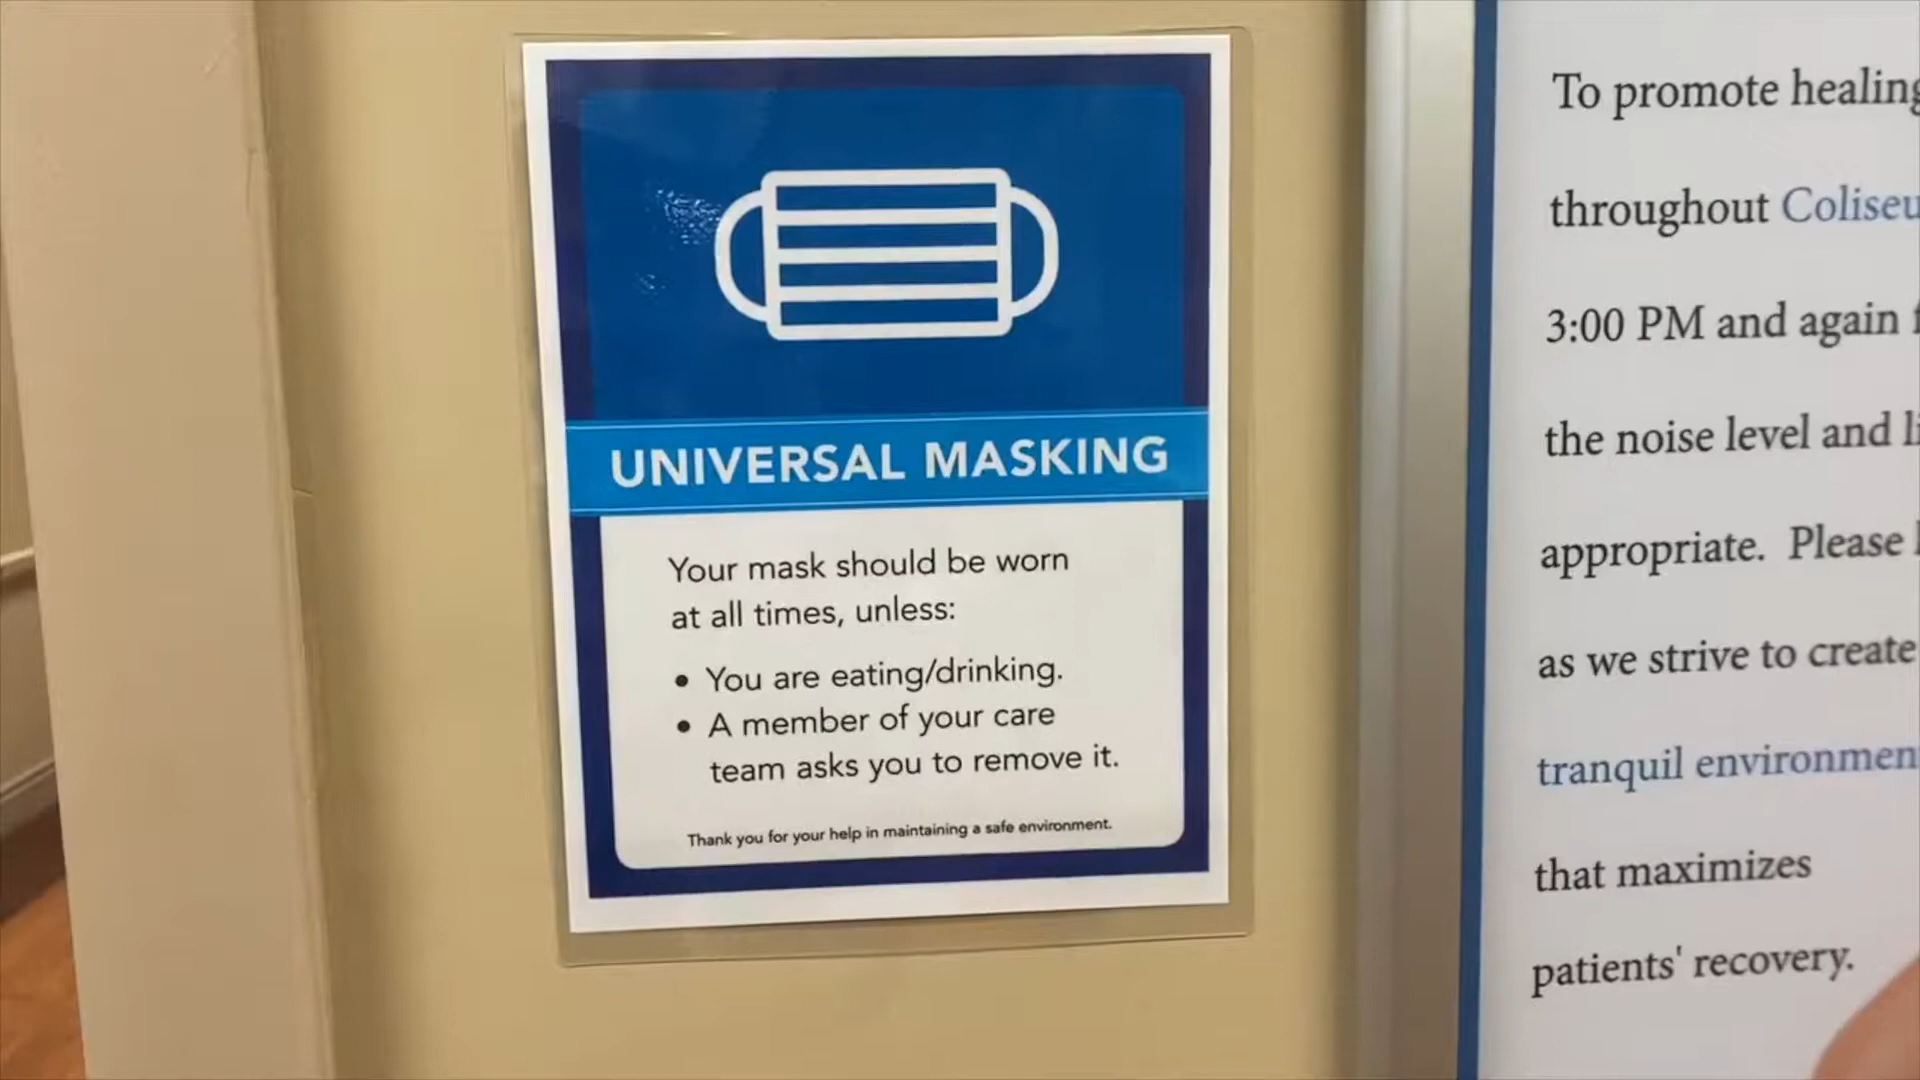 UNIVERSAL MASKING
Your mask should be worn
at all times, unless:
• You are eating/drinking.
• A member of your care
team asks you to remove it.
Thank you for your help in maintaining a safe environment.
To promote healing
throughout
3:00 PM and again
the noise level and
appropriate. Please
as we strive to create
tranquil
that maximizes
patients' recovery.